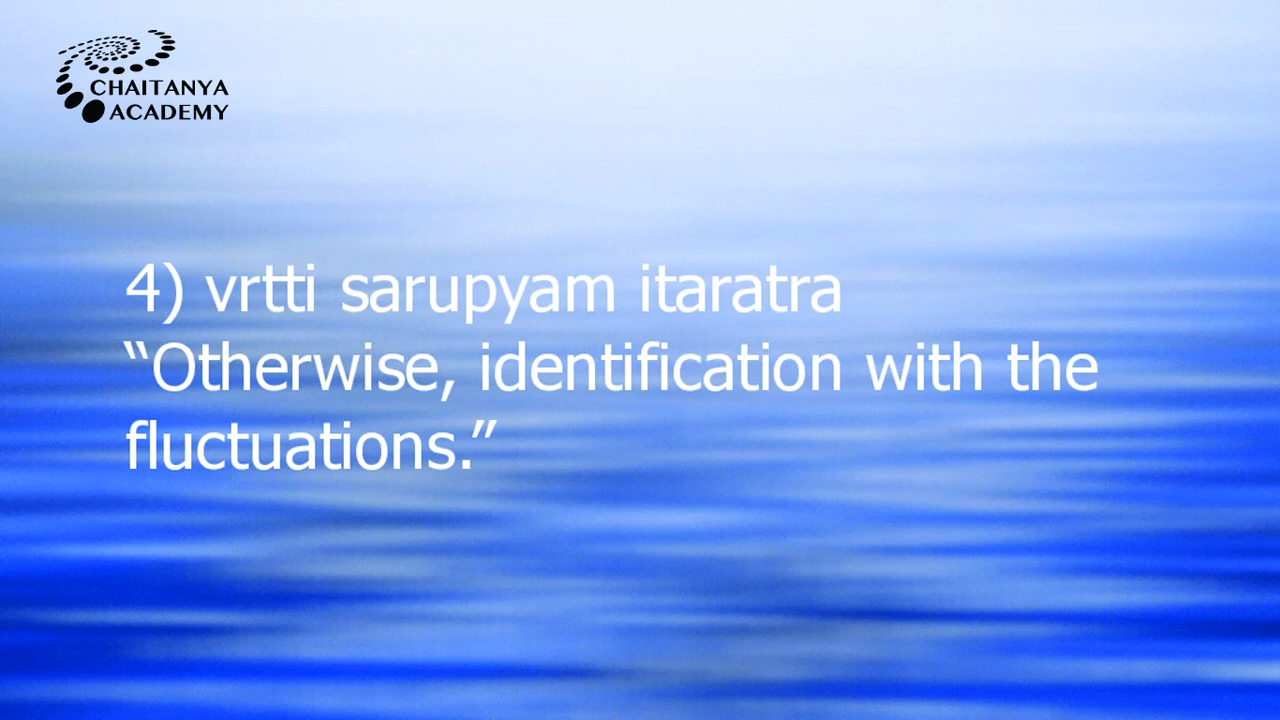 CHAITANYA
ACADEMY
4) vrtti sarupyam itaratra
“Otherwise, identification with the
fluctuations.”